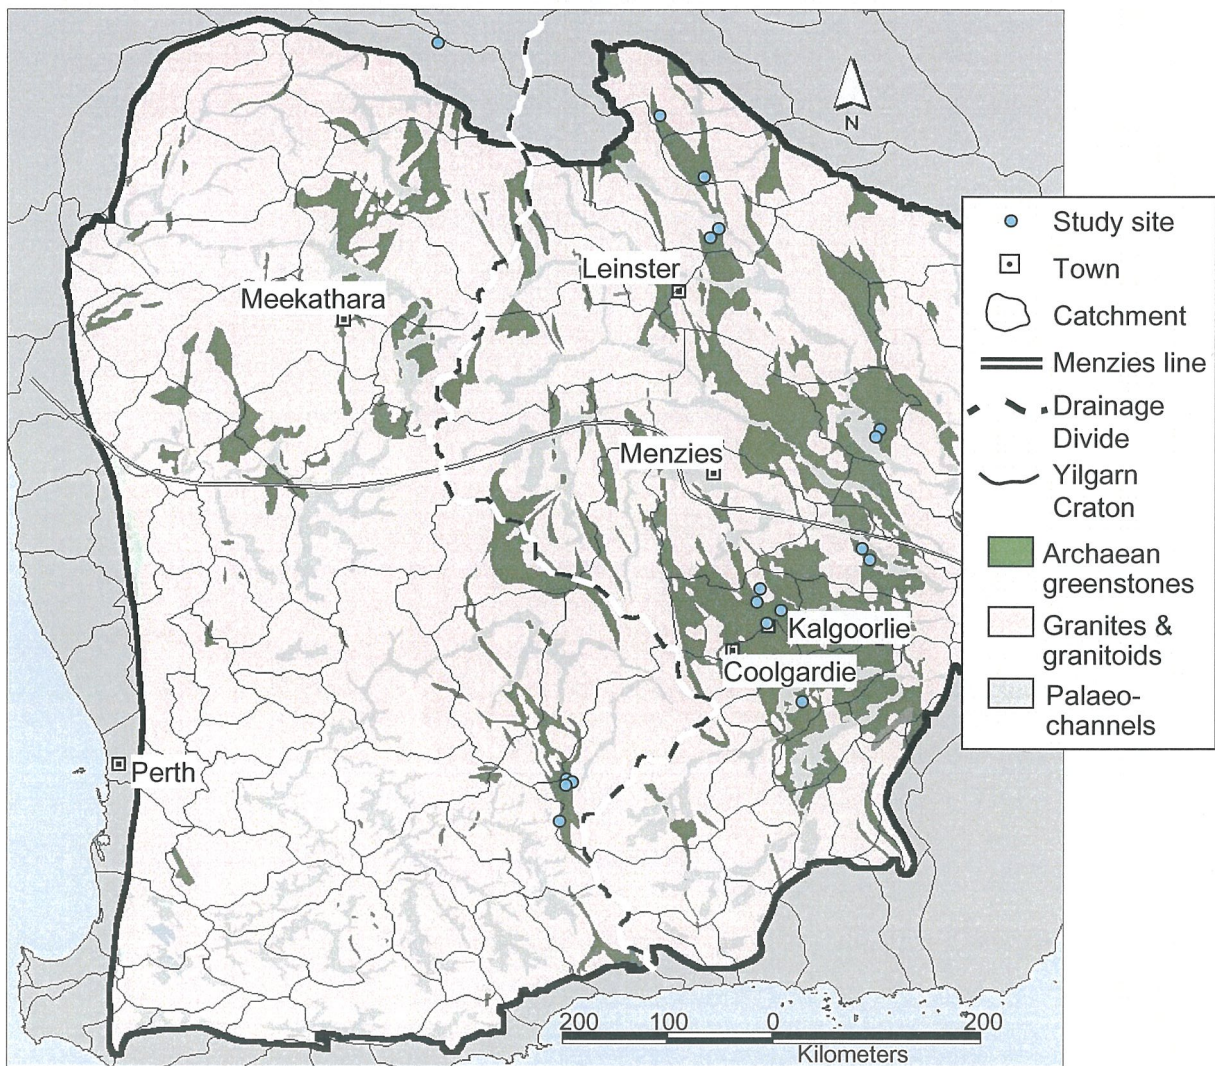 N
Leinster
Meekathara
Menzies
Kalgoorlie
Coolgardie
Perth
Study site
Town
Catchment
Menzies line
Drainage
Divide
Yilgarn
Craton
Archaean
greenstones
Granites &
granitoids
Palaeo-
channels
200 100 0 200
Kilometers